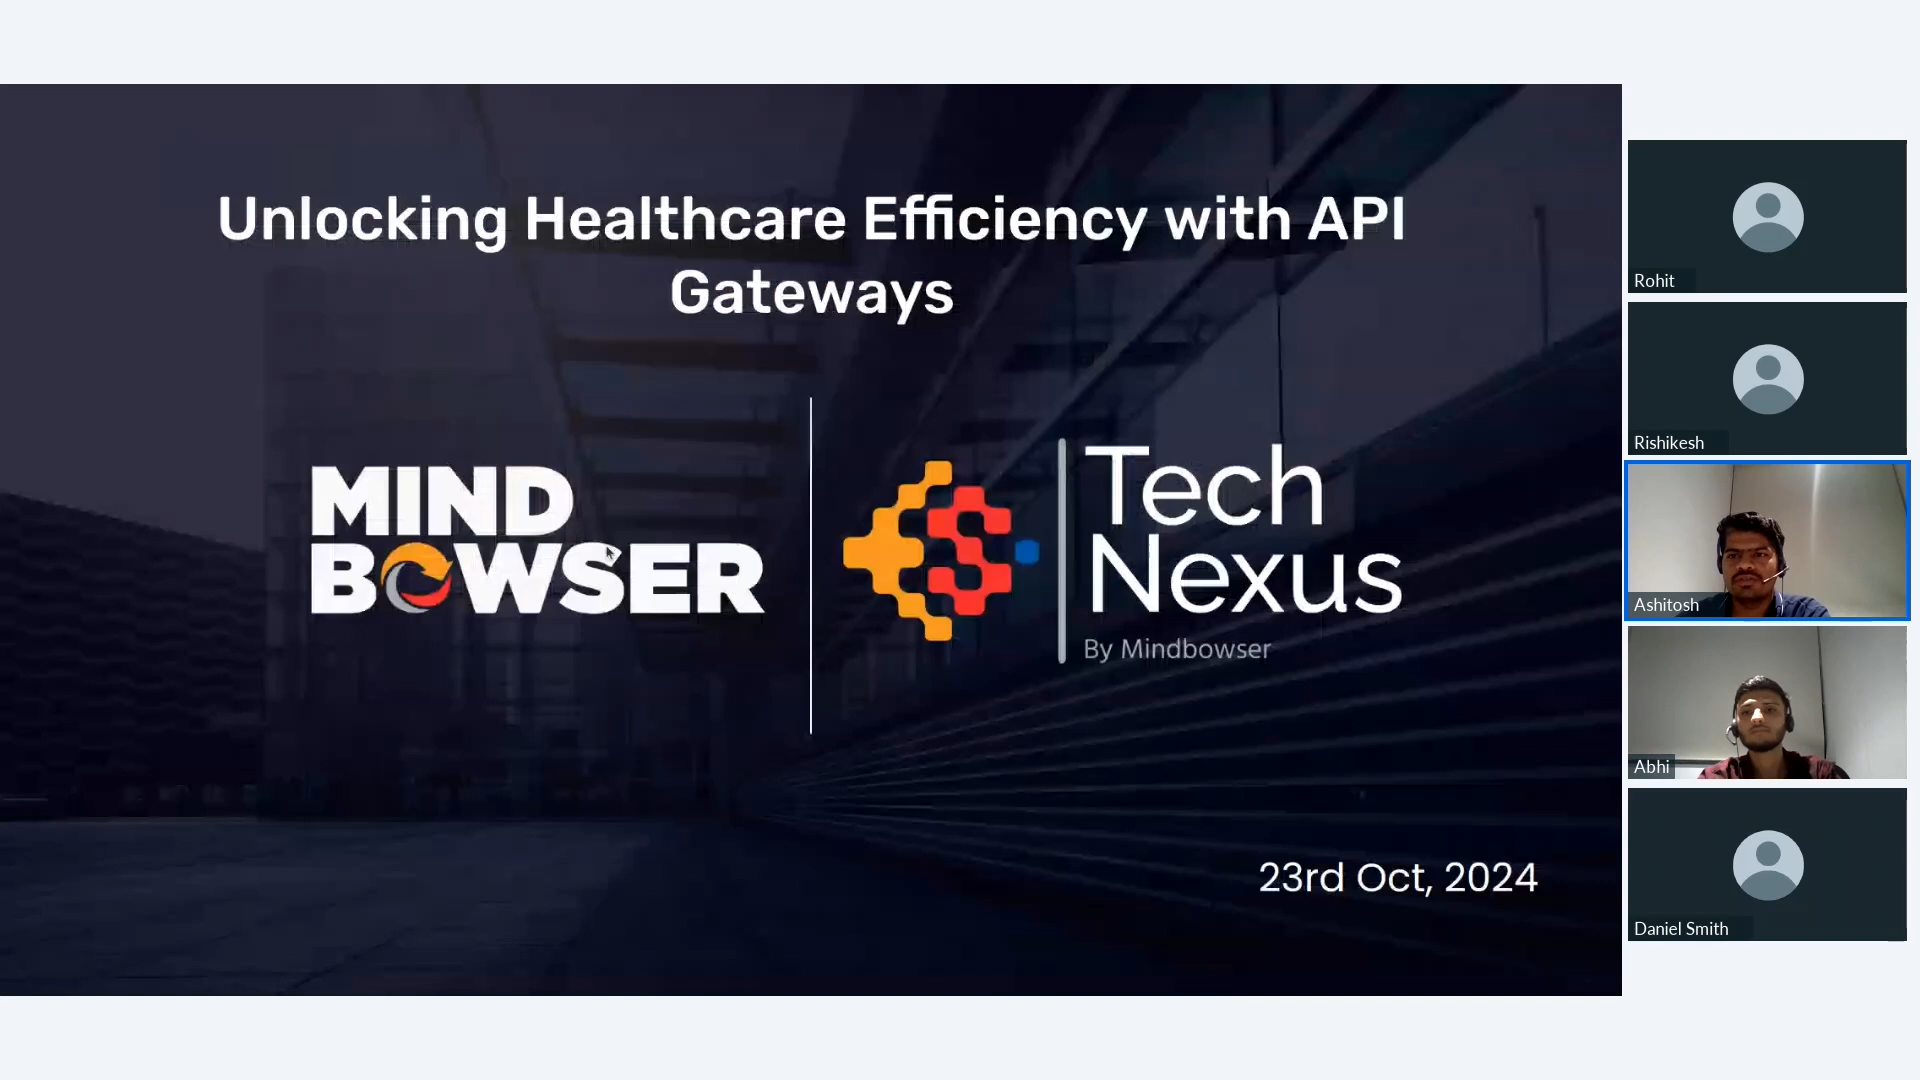 Unlocking Healthcare Efficiency with API
Gateways
MIND
BOWSER
Tech
Nexus
By Mindbowser
23rd Oct, 2024
Rohit
Rishikesh
Ashitosh
Abhi
Daniel Smith